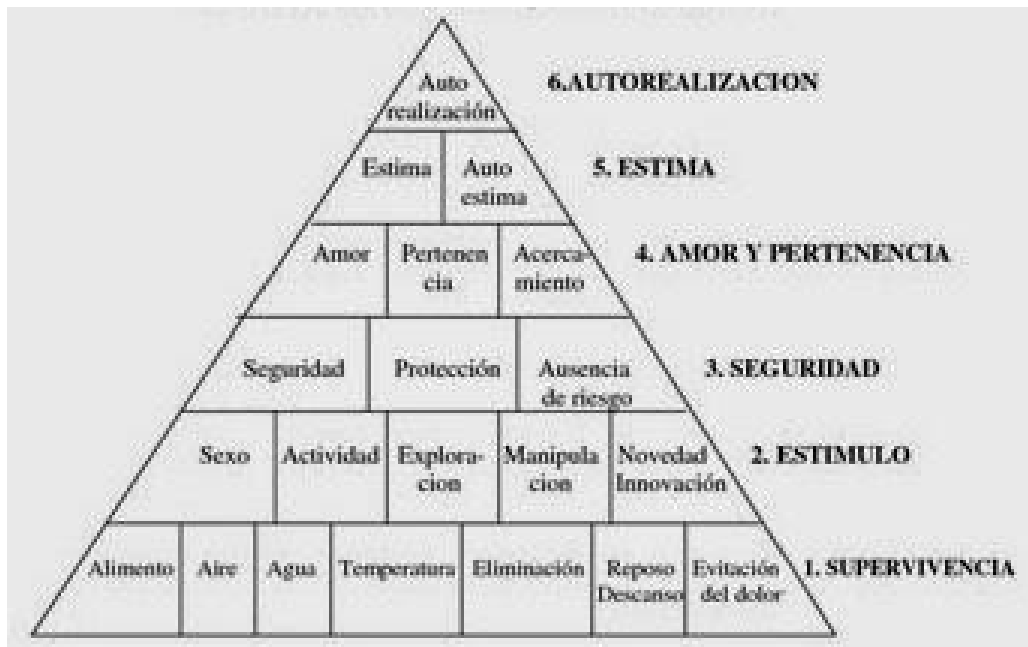 Auto
realización
6.AUTOREALIZACION
Estima
Auto
estima
5. ESTIMA
Amor
Pertenen
cia
Acerca-
miento
4. AMOR Y PERTENENCIA
Seguridad
Protección
Ausencia
de riesgo
3. SEGURIDAD
Sexo
Actividad
Explora-
cion
Manipula
cion
Novedad
Innovación
2. ESTIMULO
Alimento
Aire
Agua
Temperatura
Eliminación
Reposo
Descanso
Evitación
del dolor
1. SUPERVIVENCIA